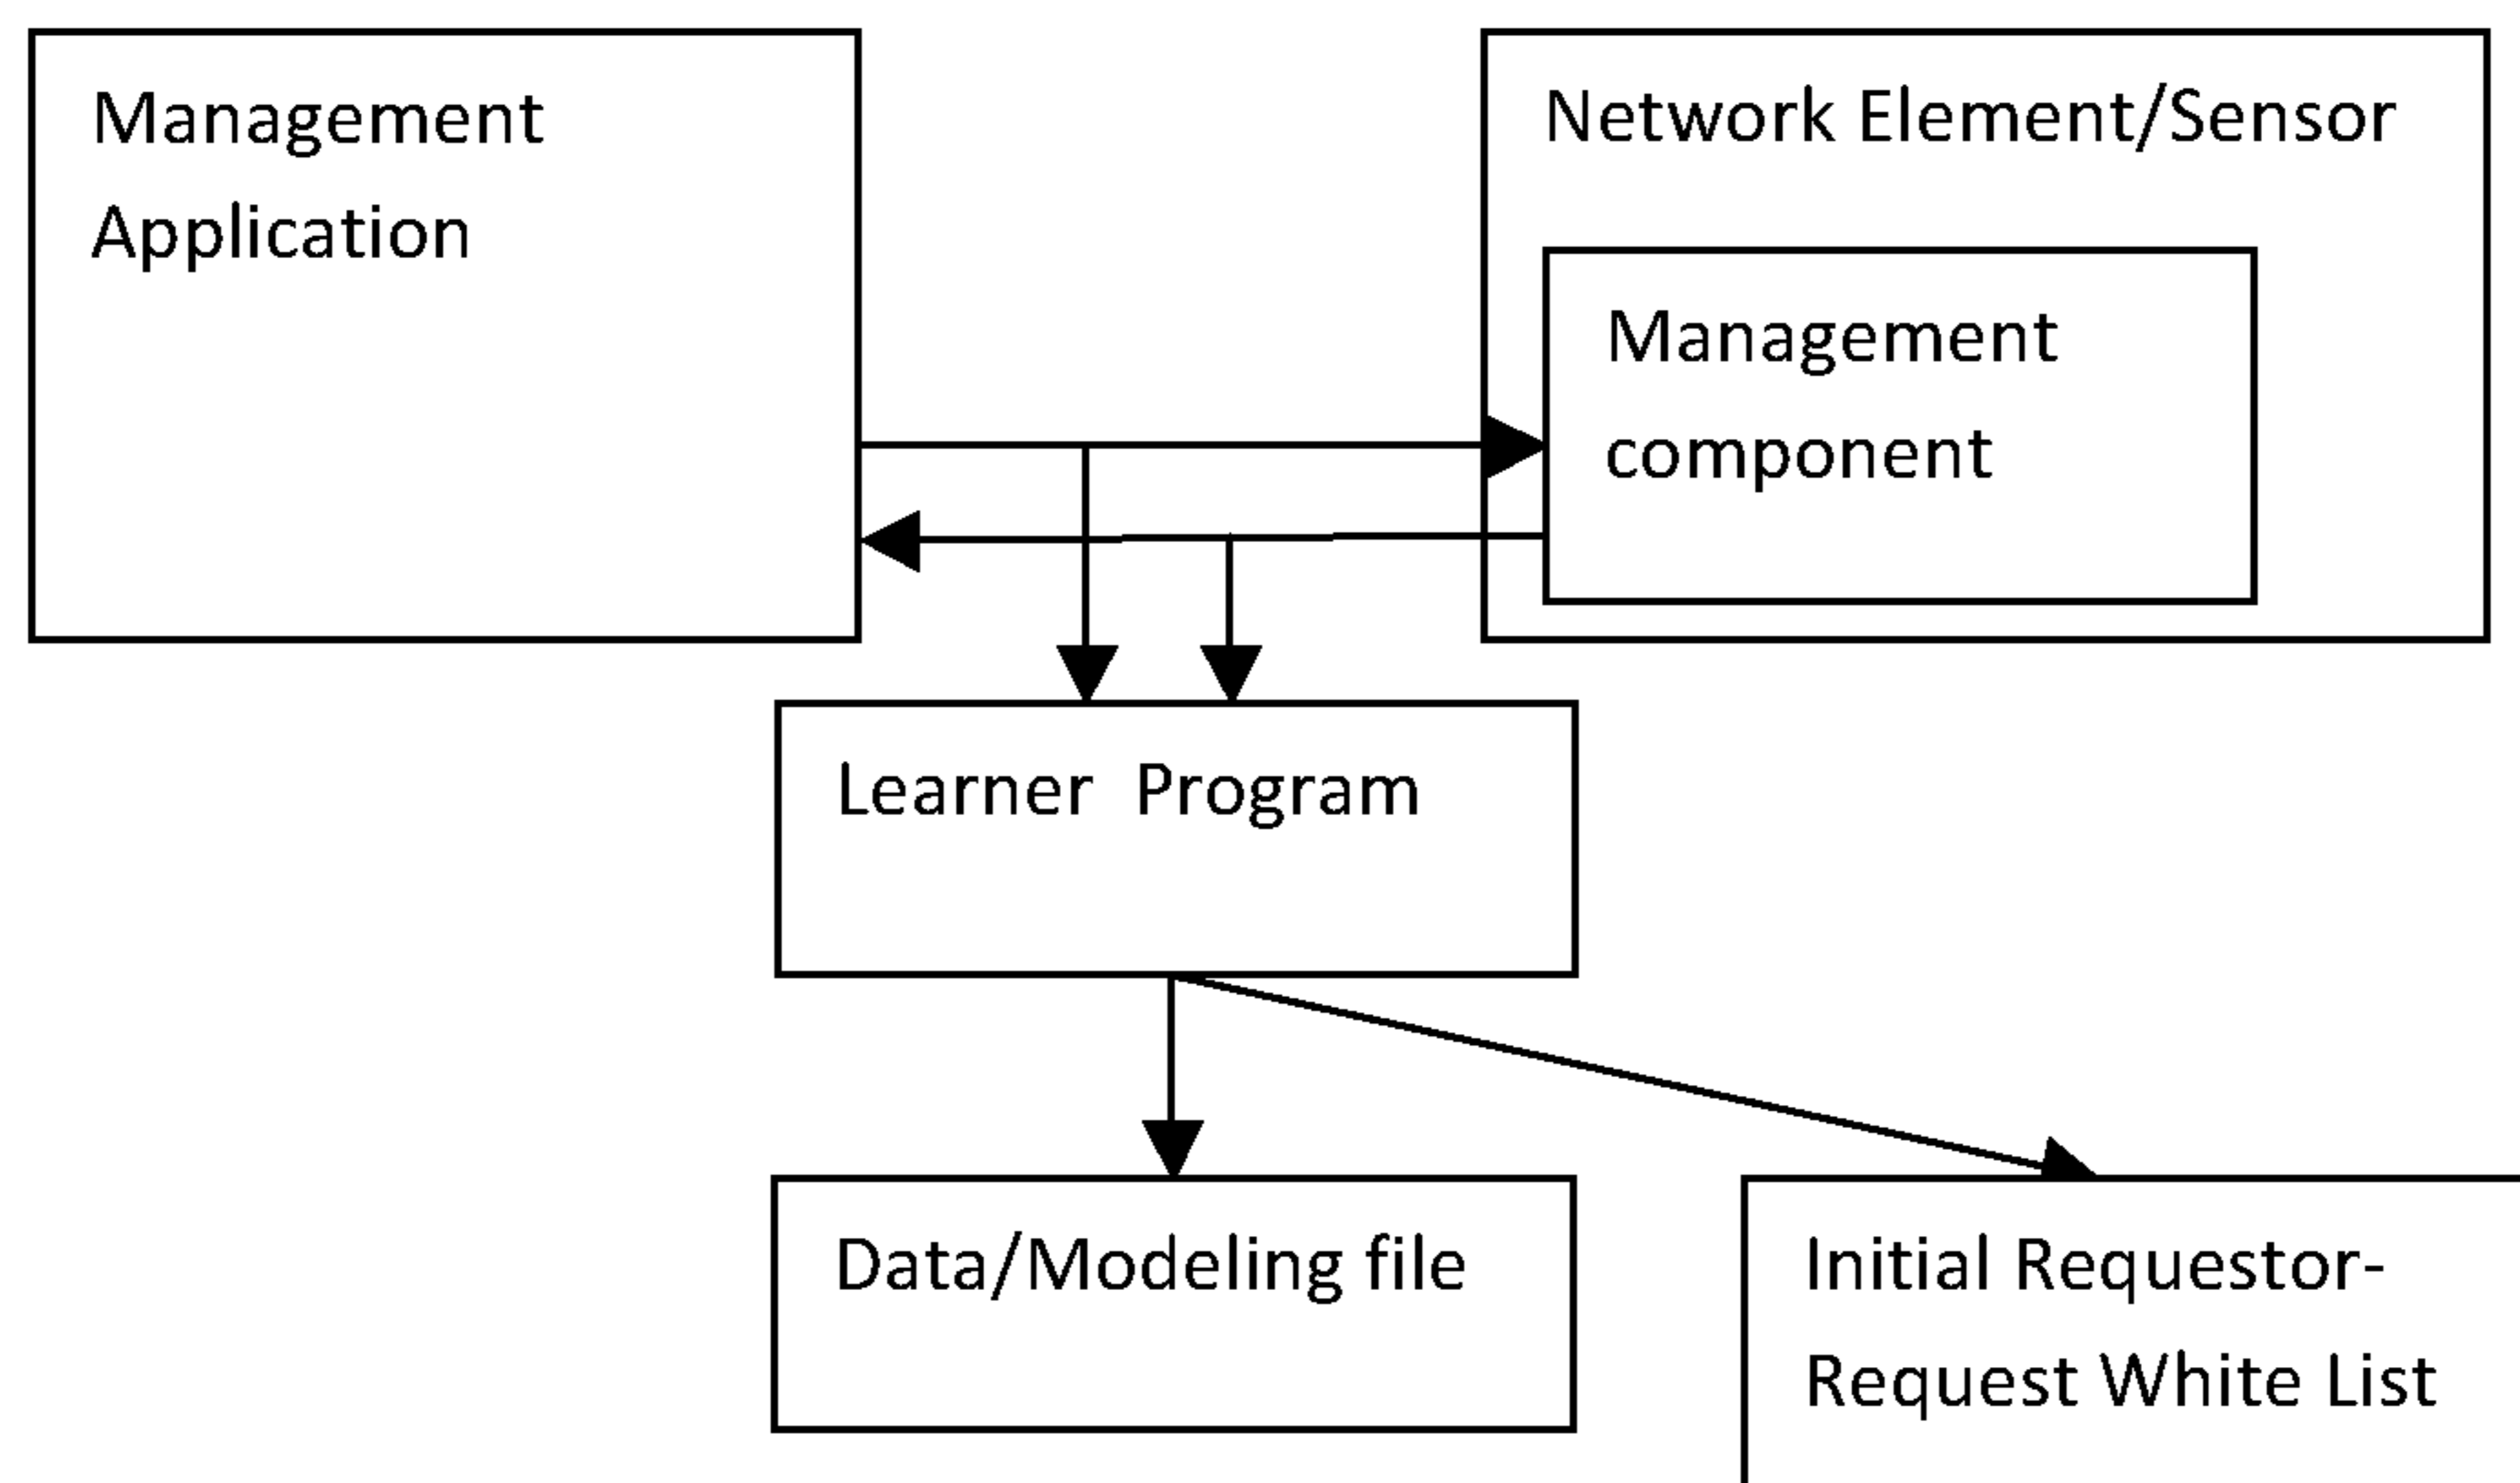 Management
Application
Network Element/Sensor
Management
component
Learner  Program
Data/Modeling file
Initial Requestor-
Request White List